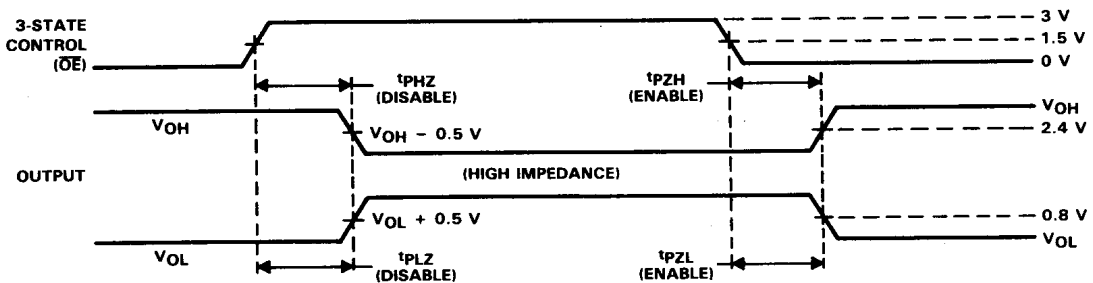 3-STATE
CONTROL
(OE)
3 V
1.5 V
0 V
tPHZ
(DISABLE)
tPZH
(ENABLE)
VOH
VOH − 0.5 V
VOH
2.4 V
OUTPUT
(HIGH IMPEDANCE)
VOL + 0.5 V
0.8 V
VOL
VOL
tPLZ
(DISABLE)
tPZL
(ENABLE)